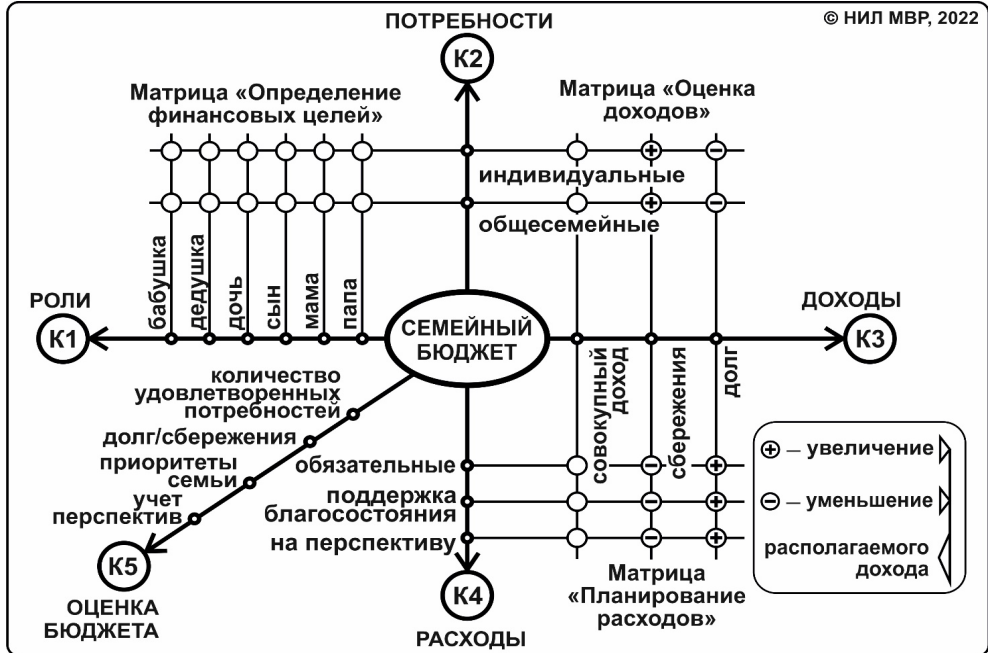 © НИЛ МВР, 2022
ПОТРЕБНОСТИ
К2
Матрица «Определение
финансовых целей»
Матрица «Оценка
доходов»
+
−
индивидуальные
+
−
общесемейные
бабушка
дедушка
дочь
сын
мама
папа
РОЛИ
К1
СЕМЕЙНЫЙ
БЮДЖЕТ
ДОХОДЫ
К3
совокупный
доход
сбережения
долг
количество
удовлетворенных
потребностей
долг/сбережения
приоритеты
семьи
учет
перспектив
К5
ОЦЕНКА
БЮДЖЕТА
обязательные
−
+
поддержка
благосостояния
−
+
на перспективу
−
+
К4
РАСХОДЫ
Матрица
«Планирование
расходов»
+ – увеличение
− – уменьшение
располагаемого
дохода